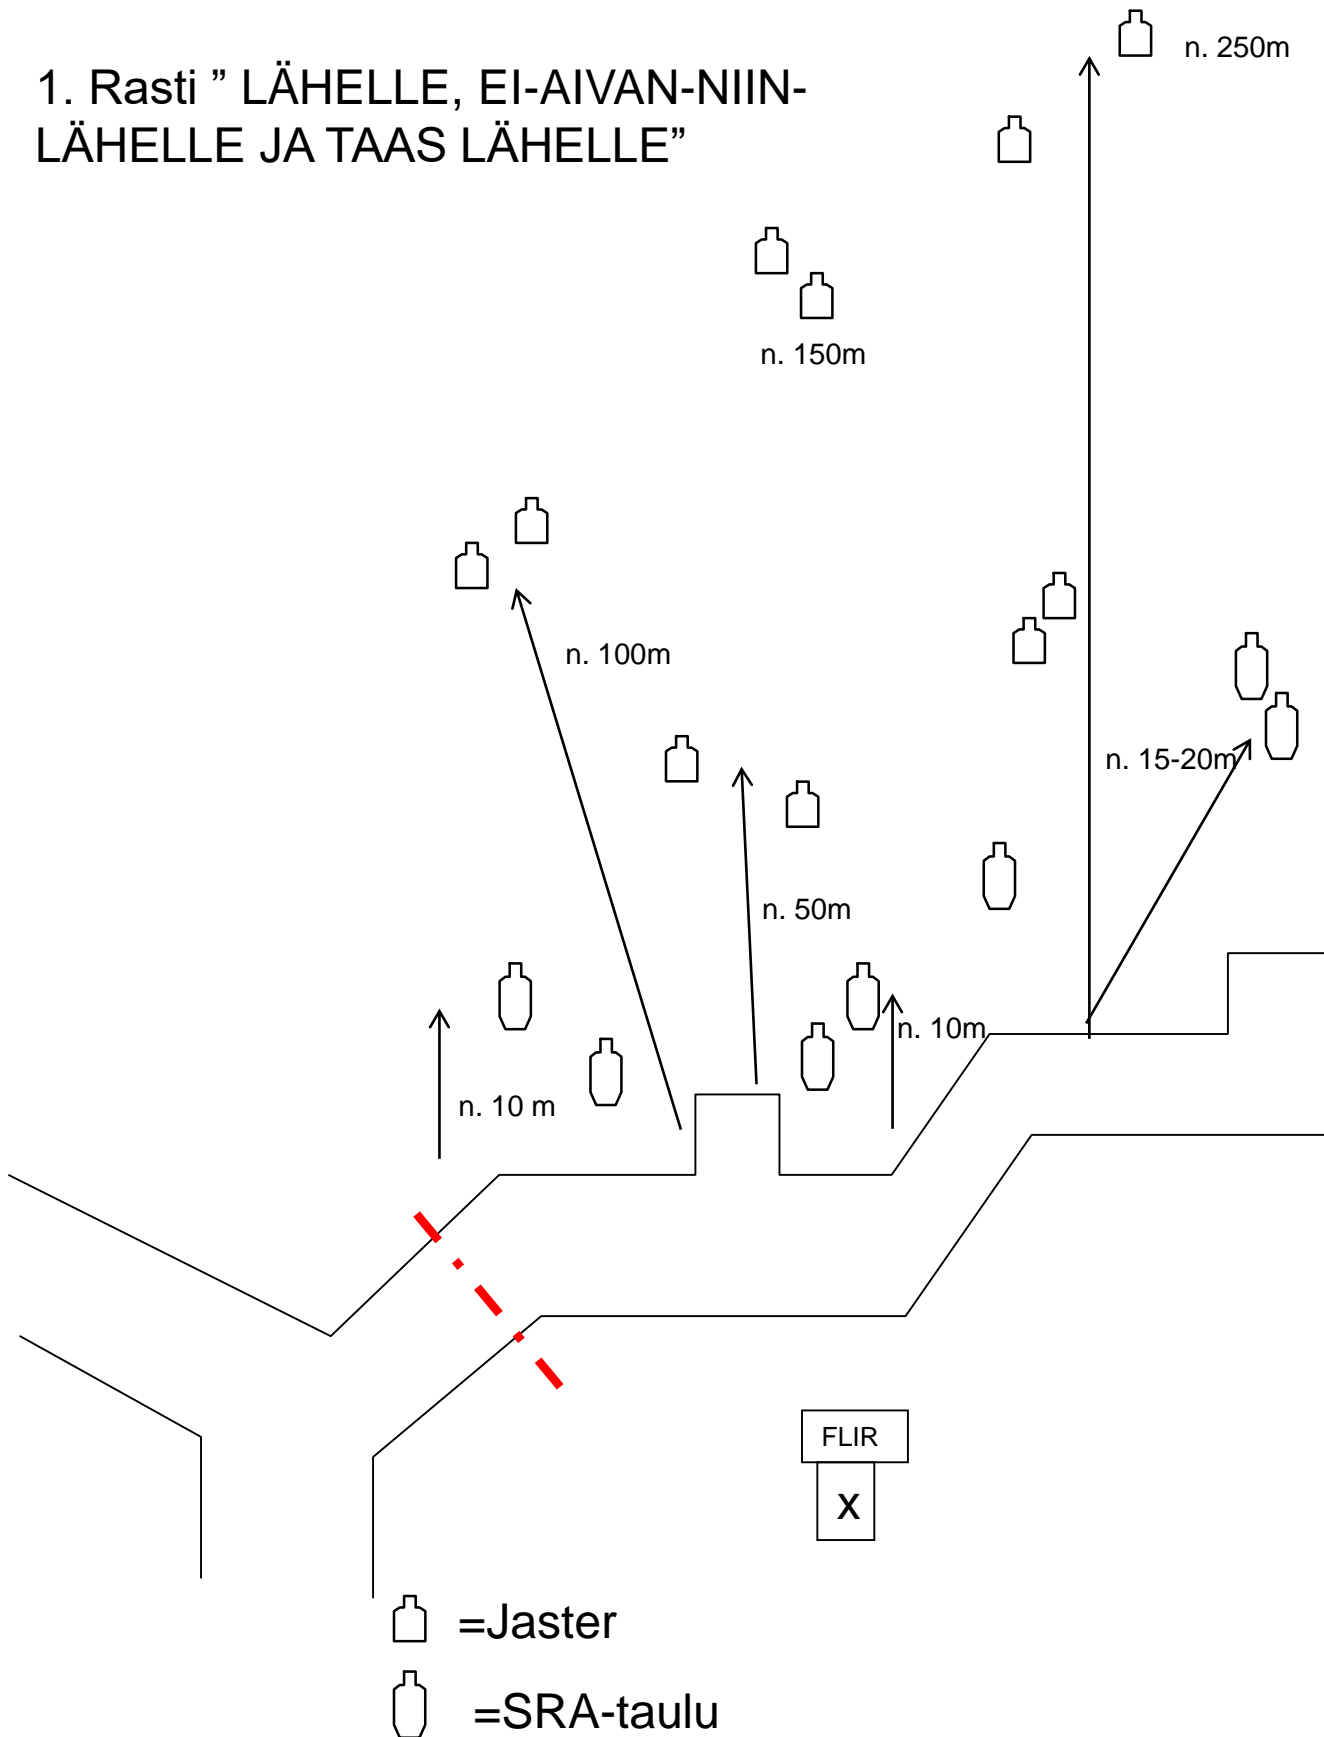 1. Rasti ” LÄHELLE, EI-AIVAN-NIIN-
LÄHELLE JA TAAS LÄHELLE”
n. 250m
n. 150m
n. 100m
n. 15-20m
n. 50m
n. 10m
n. 10 m
FLIR
X
=Jaster
=SRA-taulu